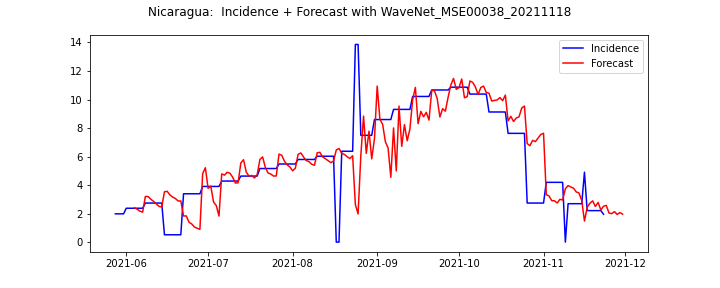 Nicaragua:  Incidence + Forecast with WaveNet_MSE00038_20211118
Incidence
Forecast
14
12
10
8
6
4
2
0
2021-06 2021-07 2021-08 2021-09 2021-10 2021-11 2021-12